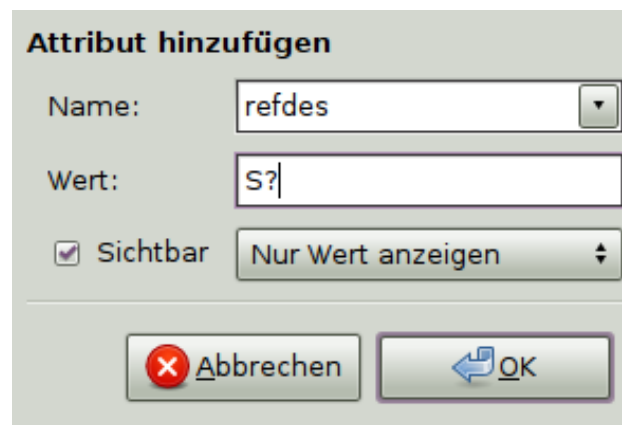 Attribut hinzufügen
Name: refdes
Wert: S?
Sichtbar Nur Wert anzeigen
Abbrechen OK